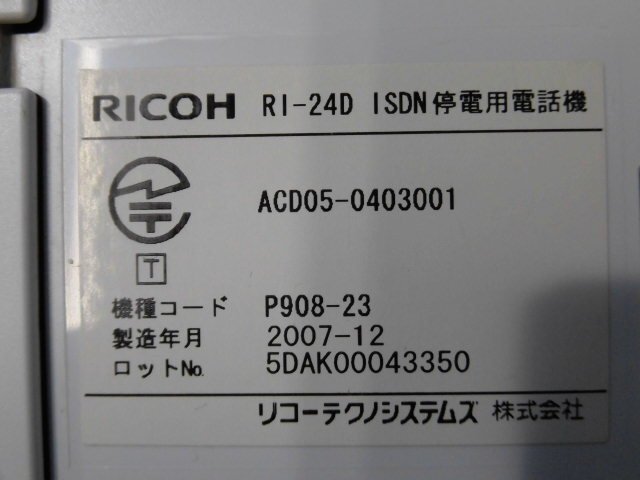 RICOH RI-24D ISDN停電用電話機
ACD05-0403001
T
機種コード P908-23
製造年月 2007-12
ロットNo. 5DAK00043350
リコーテクノシステムズ 株式会社